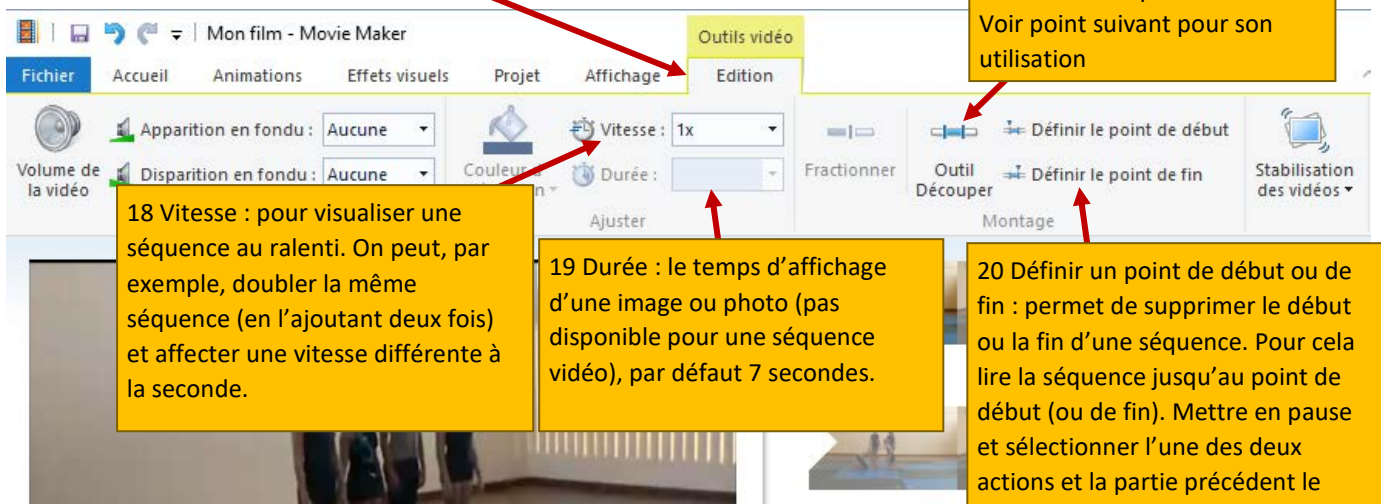 Voir point suivant pour son
utilisation
Mon film - Movie Maker
Outils vidéo
Fichier Accueil Animations Effets visuels Projet Affichage Edition
Volume de
la vidéo
Apparition en fondu : Aucune
Disparition en fondu : Aucune
Vitesse : 1x
Durée :
Ajuster
Fractionner
Outil
Découper
Définir le point de début
Définir le point de fin
Montage
Stabilisation
des vidéos
18 Vitesse : pour visualiser une
séquence au ralenti. On peut, par
exemple, doubler la même
séquence (en l’ajoutant deux fois)
et affecter une vitesse différente à
la seconde.
19 Durée : le temps d’affichage
d’une image ou photo (pas
disponible pour une séquence
vidéo), par défaut 7 secondes.
20 Définir un point de début ou de
fin : permet de supprimer le début
ou la fin d’une séquence. Pour cela
lire la séquence jusqu’au point de
début (ou de fin). Mettre en pause
et sélectionner l’une des deux
actions et la partie précédent le